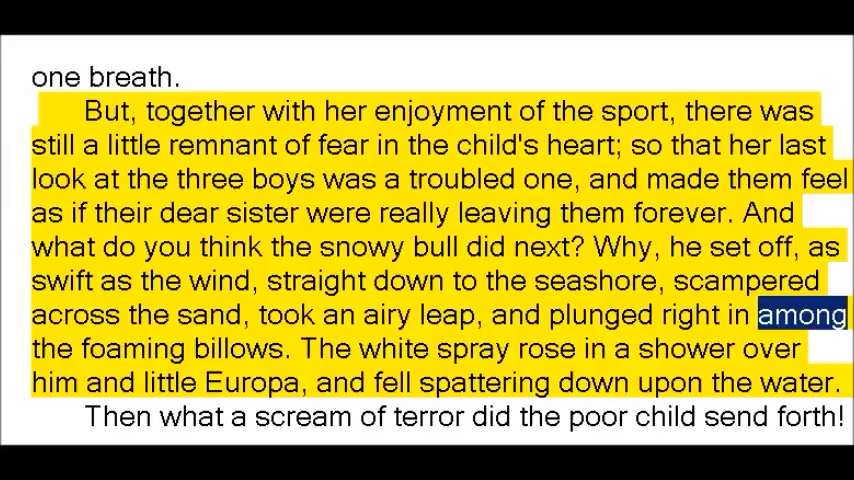 one breath.
But, together with her enjoyment of the sport, there was
still a little remnant of fear in the child's heart; so that her last
look at the three boys was a troubled one, and made them feel
as if their dear sister were really leaving them forever. And
what do you think the snowy bull did next? Why, he set off, as
swift as the wind, straight down to the seashore, scampered
across the sand, took an airy leap, and plunged right in among
the foaming billows. The white spray rose in a shower over
him and little Europa, and fell spattering down upon the water.
Then what a scream of terror did the poor child send forth!